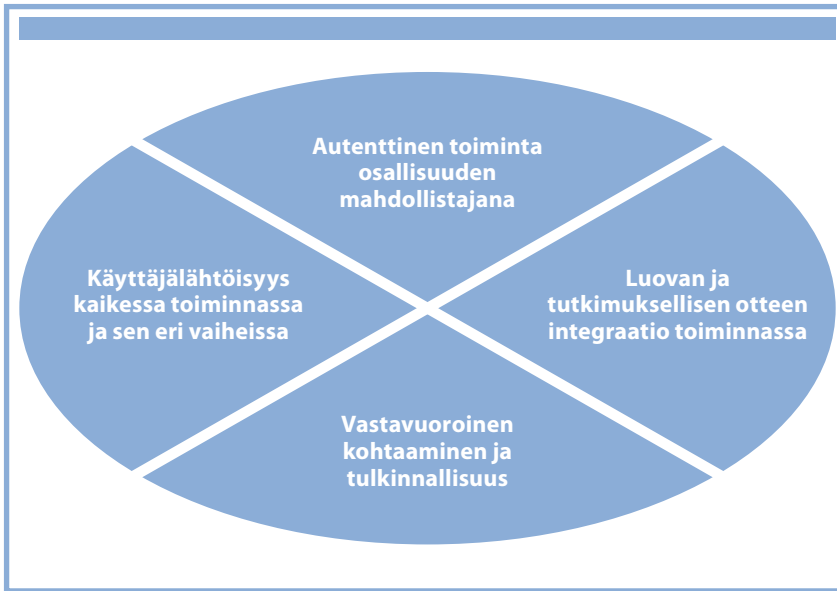 Autenttinen toiminta
osallisuuden
mahdollistajana
Käyttäjälähtöisyys
kaikessa toiminnassa
ja sen eri vaiheissa
Luovan ja
tutkimuksellisen otteen
integraatio toiminnassa
Vastavuoroinen
kohtaaminen ja
tulkinnallisuus